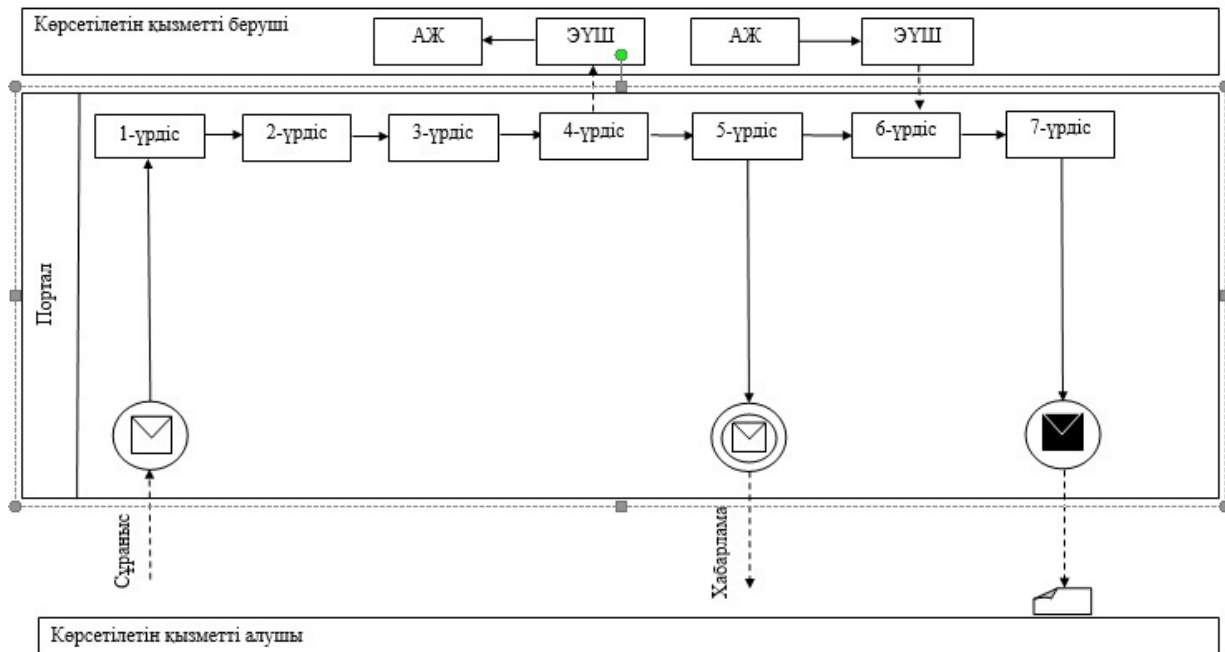 Көрсетілетін қызметті беруші
АЖ
ЭҮШ
АЖ
ЭҮШ
1-үрдіс
2-үрдіс
3-үрдіс
4-үрдіс
5-үрдіс
6-үрдіс
7-үрдіс
Портал
Сұраныс
Хабарлама
Көрсетілетін қызметті алушы